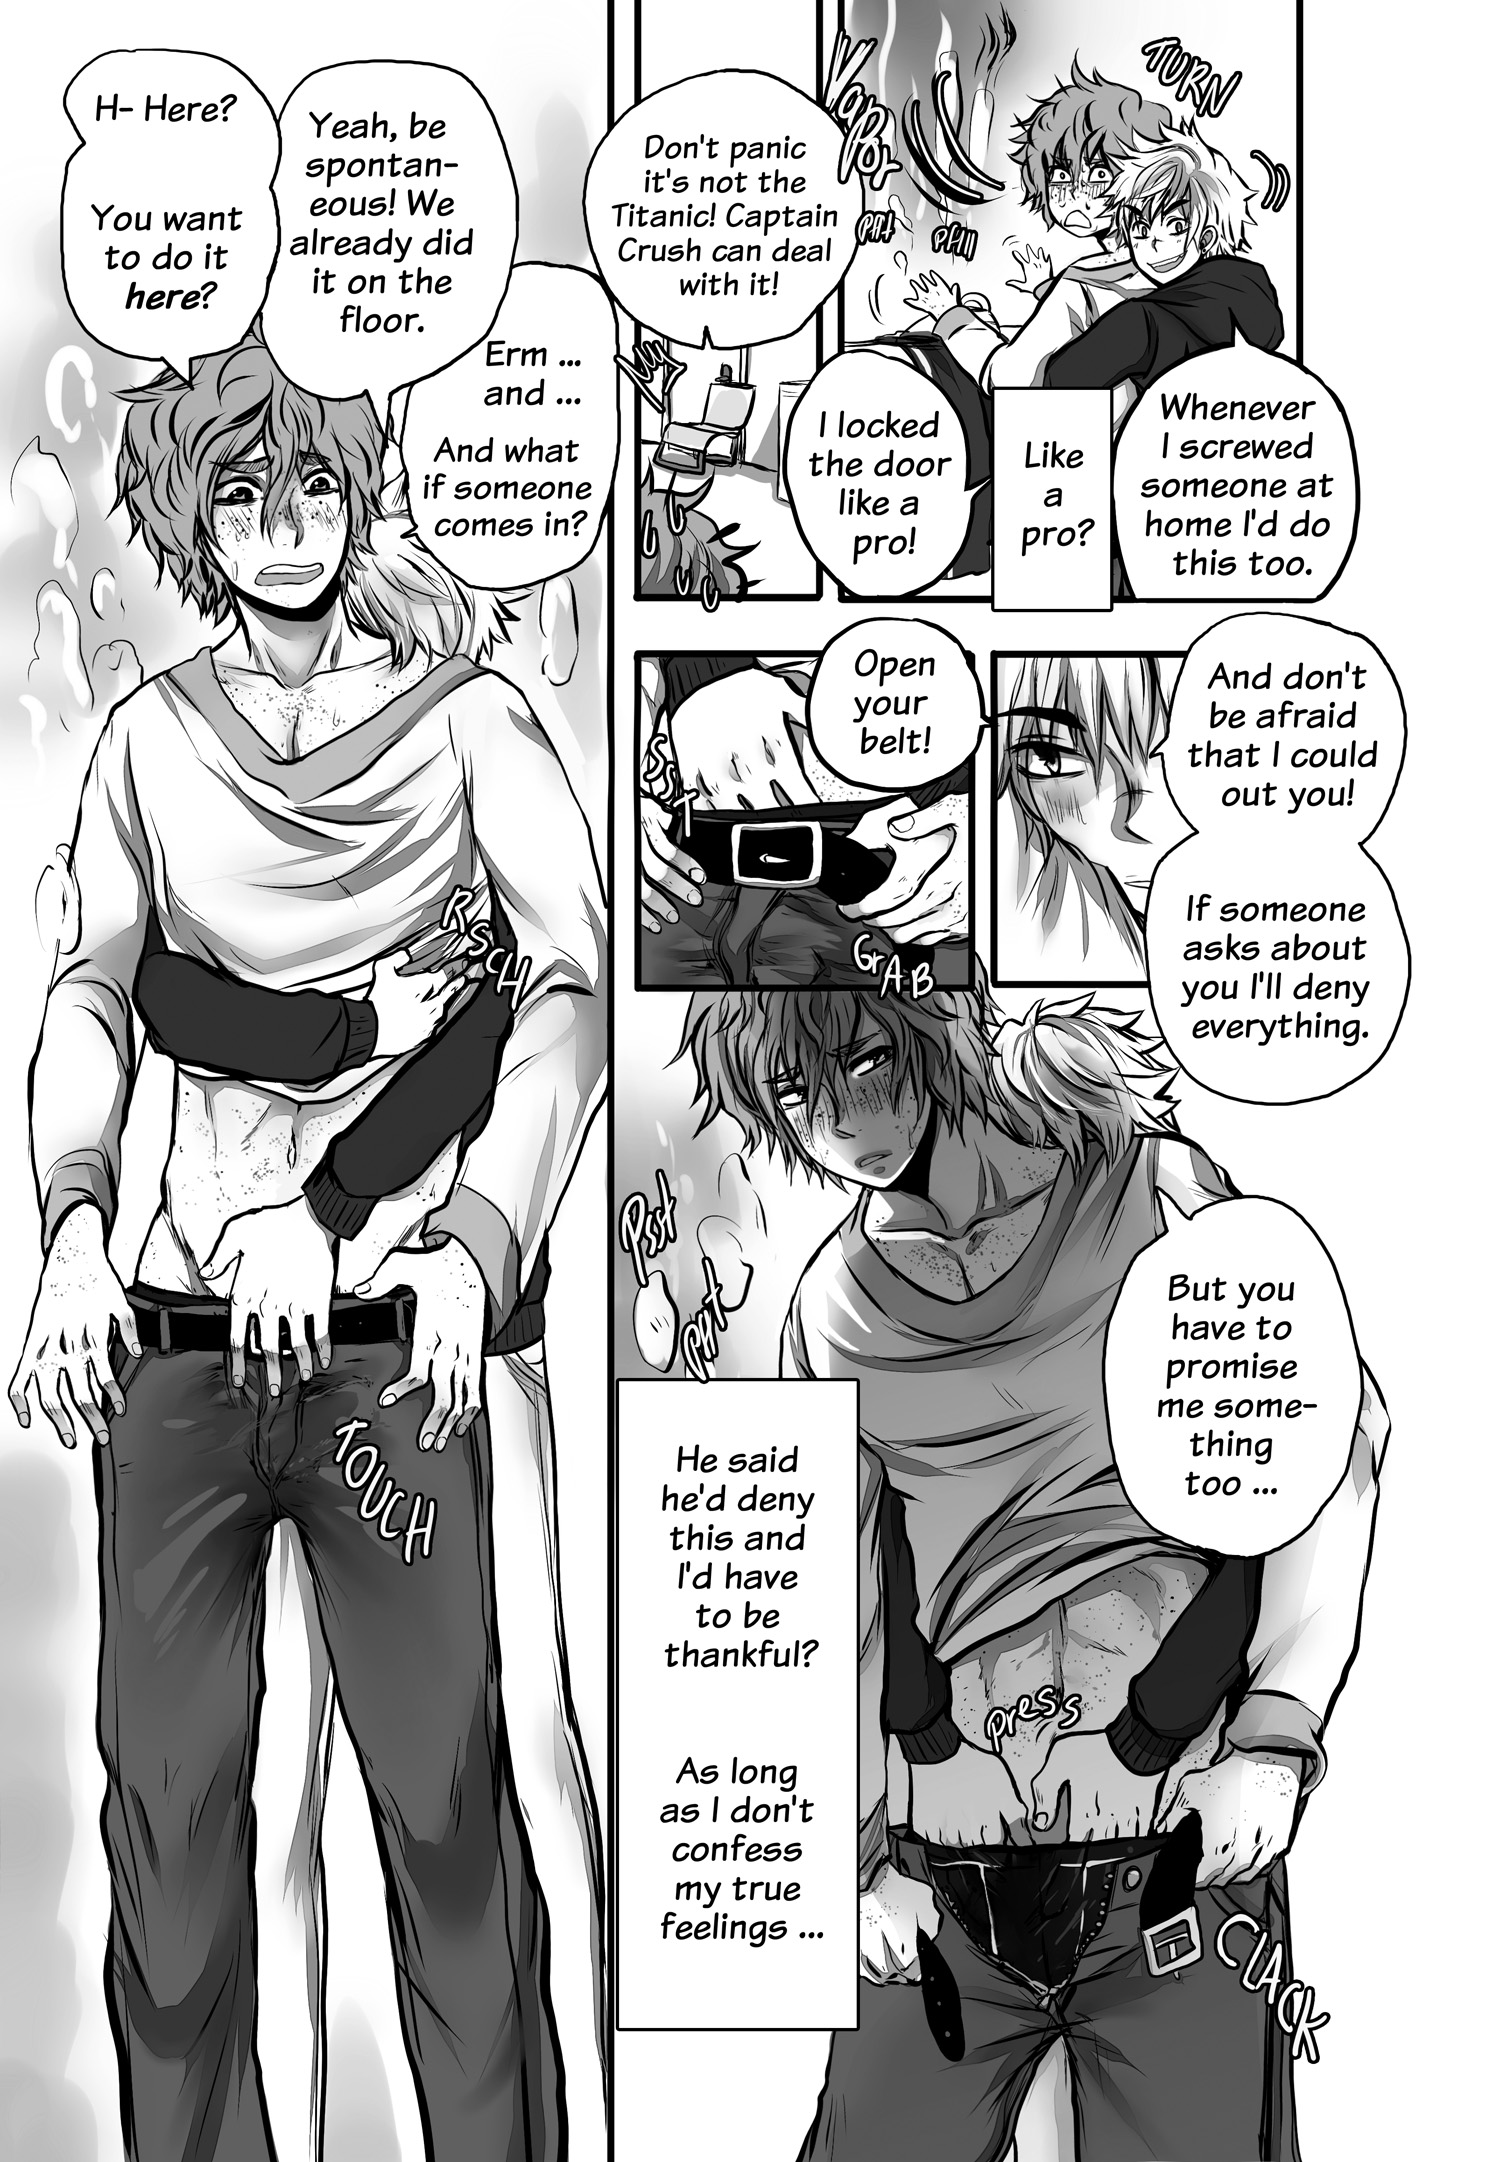 H- Here?
You want
to do it
here?
Yeah, be
spontan-
eous! We
already did
it on the
floor.
Erm ...
and ...
And what
if someone
comes in?
RSCH
TOUCH
Don't panic
it's not the
Titanic! Captain
Crush can deal
with it!
Vapor
TURN
I locked
the door
like a
pro!
Like
a
pro?
Whenever
I screwed
someone at
home I'd do
this too.
Open
your
belt!
SSST
GrAB
And don't
be afraid
that I could
out you!
If someone
asks about
you I'll deny
everything.
Psst
But you
have to
promise
me some-
thing
too ...
He said
he'd deny
this and
I'd have
to be
thankful?
As long
as I don't
confess
my true
feelings ...
press
CLACK